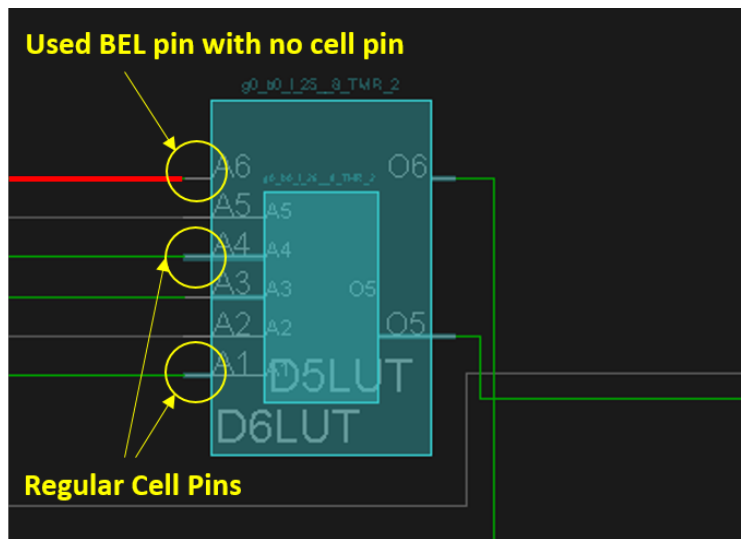 Used BEL pin with no cell pin
A6
O6
A5
A5
A4
A4
A3
A3
O5
A2
A2
O5
A1
A1
D5LUT
D6LUT
Regular Cell Pins